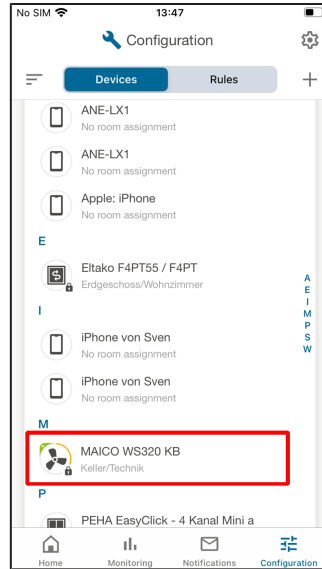 No SIM 13:47
Configuration
Devices Rules
ANE-LX1
No room assignment
ANE-LX1
No room assignment
Apple: iPhone
No room assignment
E
Eltako F4PT55 / F4PT
Erdgeschoss/Wohnzimmer
I
iPhone von Sven
No room assignment
iPhone von Sven
No room assignment
M
MAICO WS320 KB
Keller/Technik
P
PEHA EasyClick - 4 Kanal Mini a
A
E
I
M
P
S
W
Home Monitoring Notifications Configuration